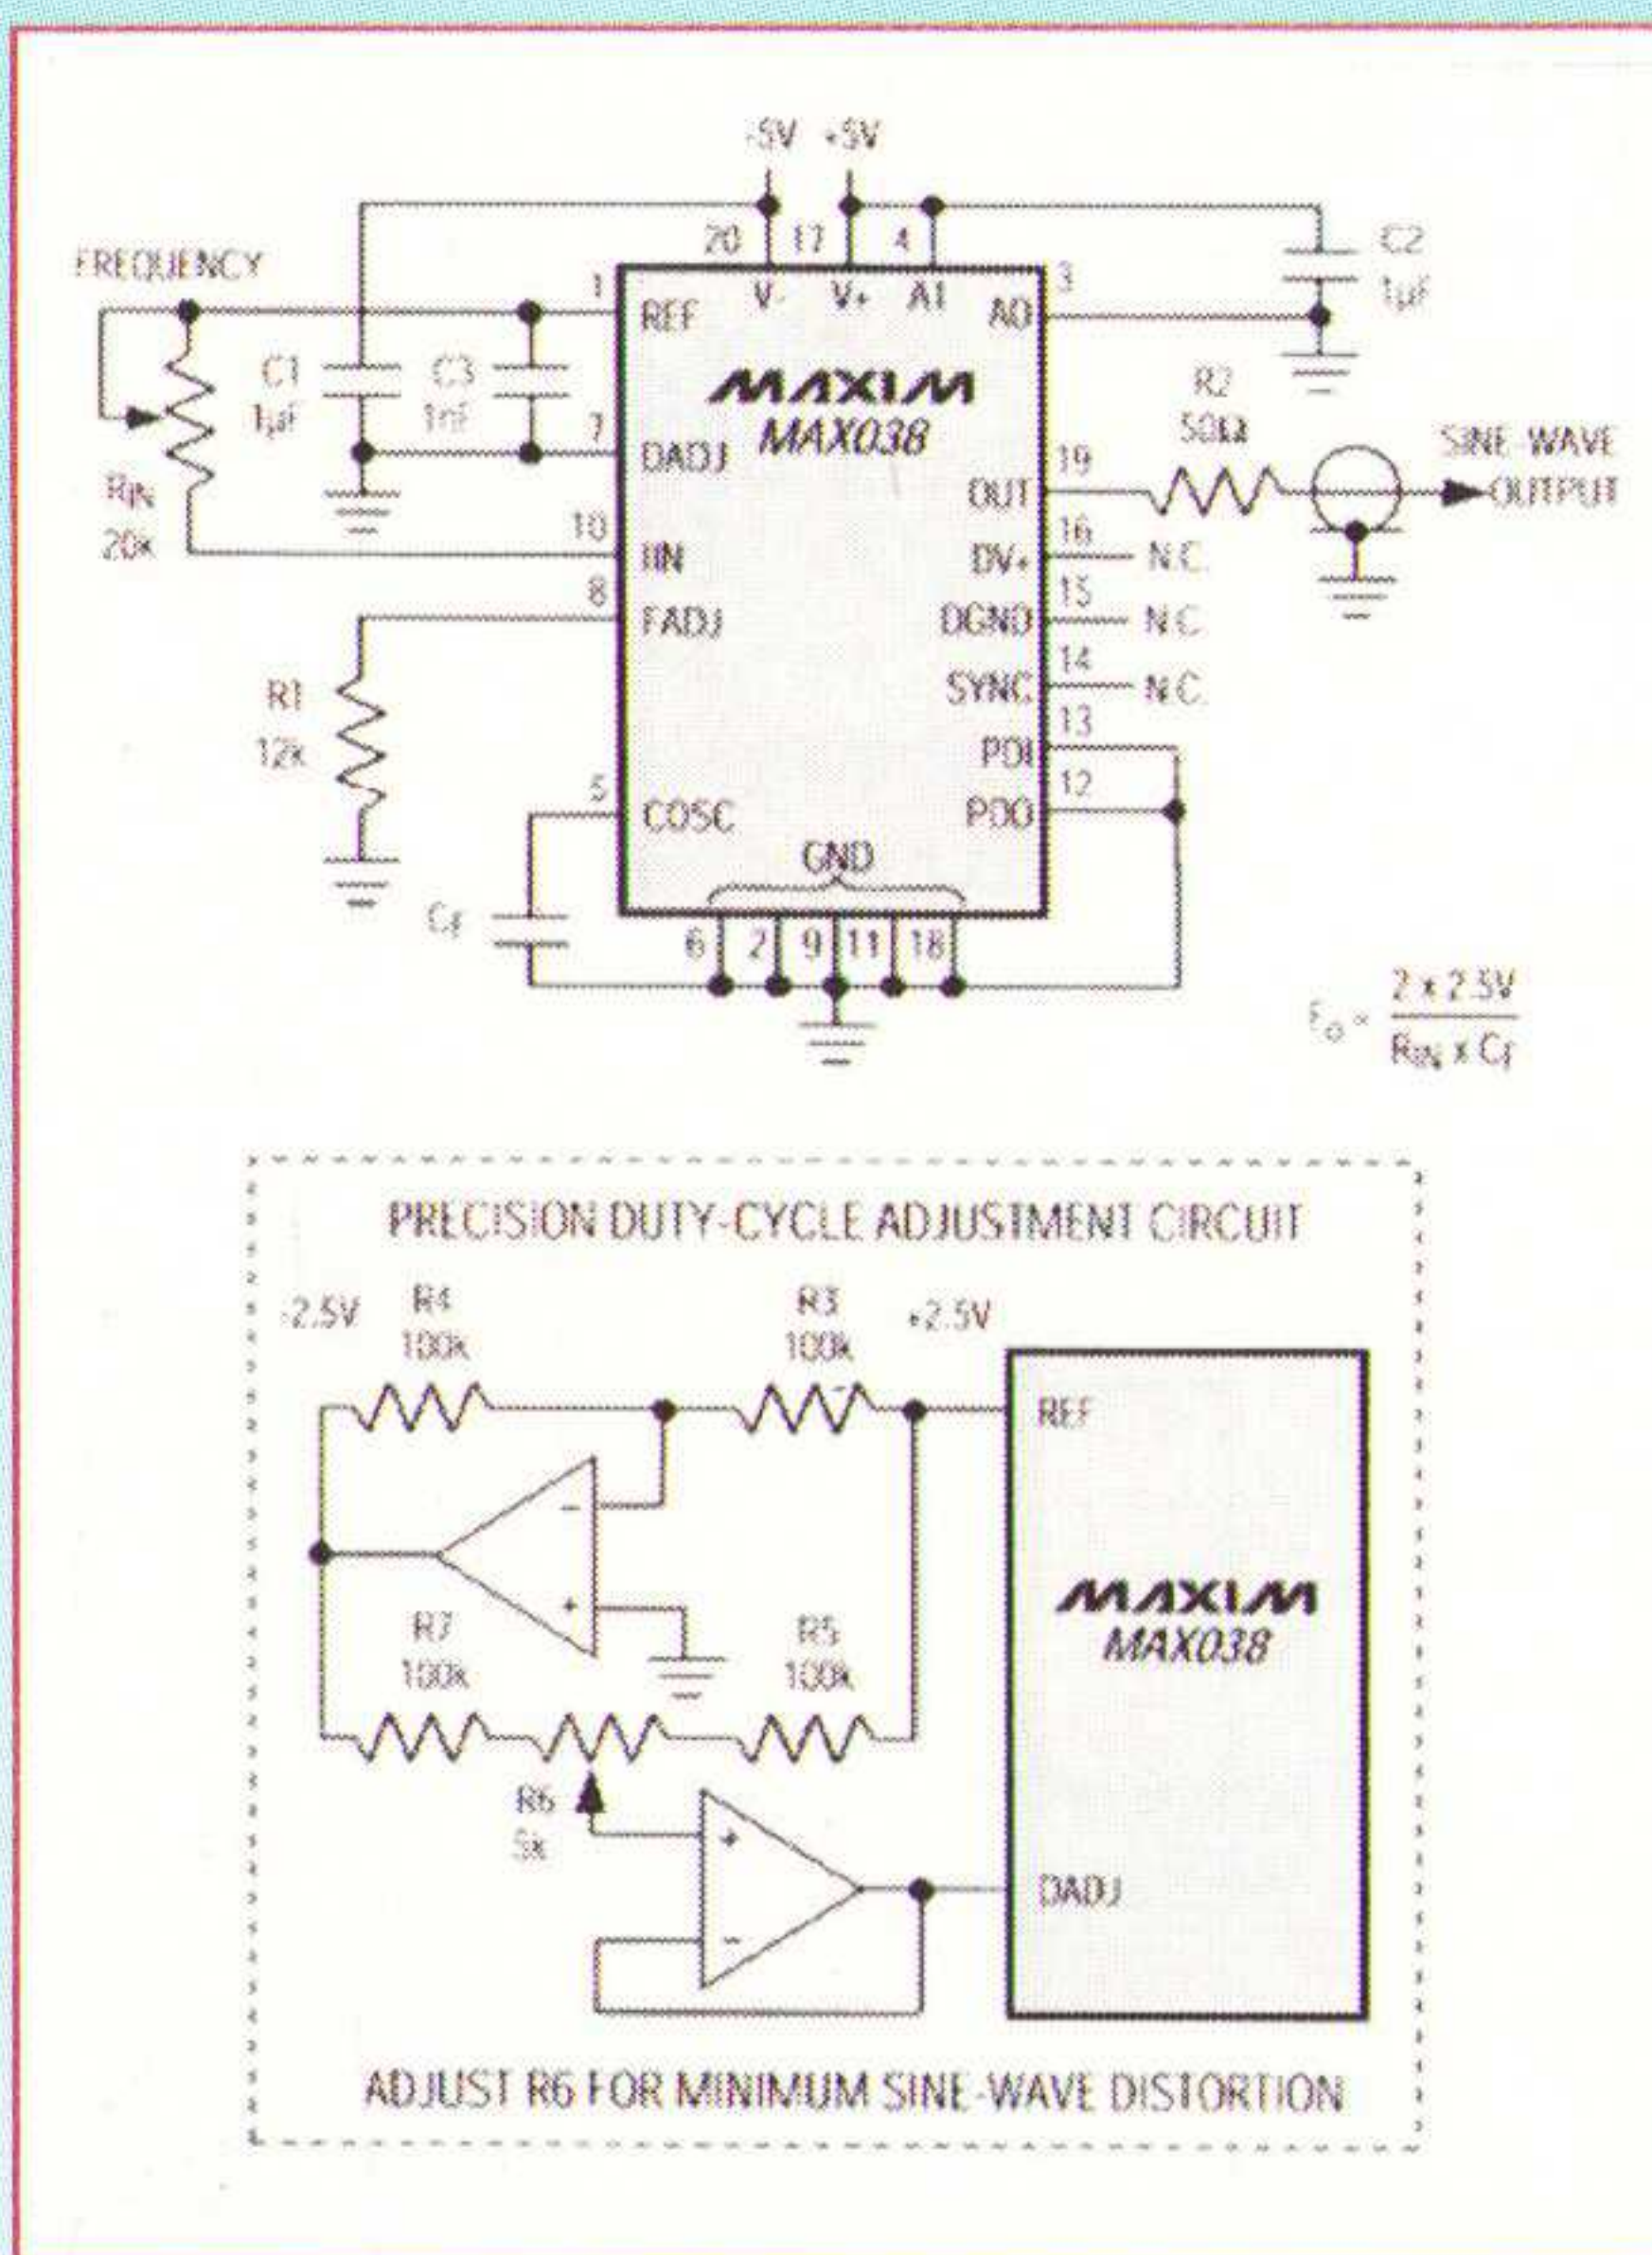 -5V +5V
20 17 4
FREQUENCY
1
REF
V-
V+
A1
A0
3
C2
1µF
C1
1µF
C3
1nF
MAXIM
MAX038
7
DADJ
RIN
20k
R2
50Ω
SINE-WAVE
OUTPUT
19
OUT
10
IIN
16
DV+
N.C.
8
FADJ
15
DGND
N.C.
14
SYNC
N.C.
R1
12k
13
PDI
12
PDO
5
COSC
GND
Cf
6 2 9 11 18
Fo = 2 x 2.5V
RIN x Cf
PRECISION DUTY-CYCLE ADJUSTMENT CIRCUIT
-2.5V
R4
100k
R3
100k
+2.5V
REF
-
+
MAXIM
MAX038
R7
100k
R5
100k
R6
5k
+
-
DADJ
ADJUST R6 FOR MINIMUM SINE-WAVE DISTORTION